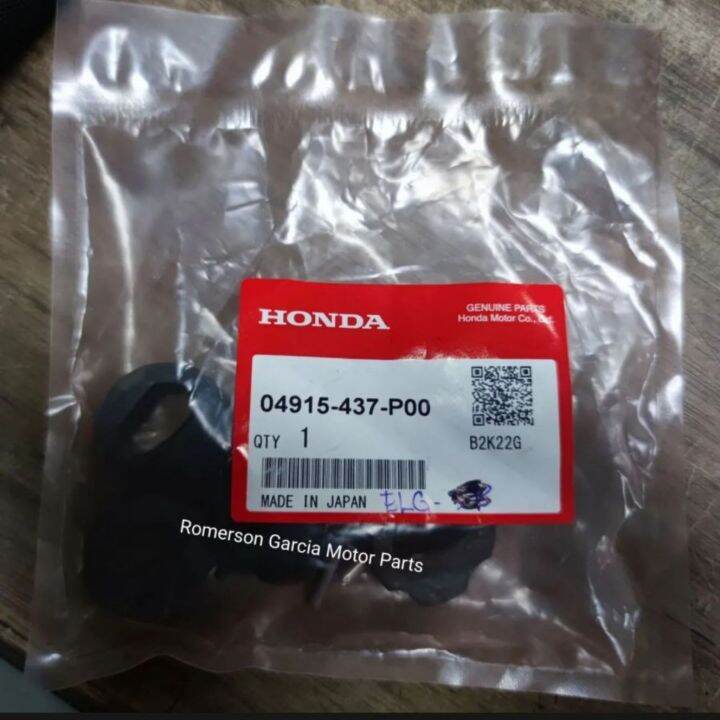 HONDA
GENUINE PARTS
Honda Motor Co., Ltd.
04915-437-P00
QTY 1
B2K22G
MADE IN JAPAN
ELG-
Romerson Garcia Motor Parts